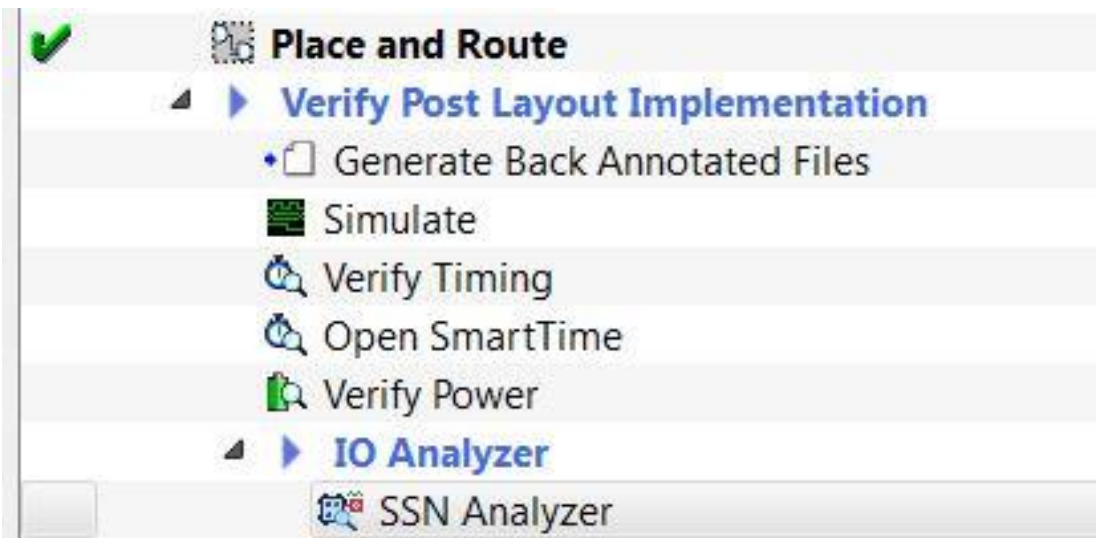 Place and Route
Verify Post Layout Implementation
Generate Back Annotated Files
Simulate
Verify Timing
Open SmartTime
Verify Power
IO Analyzer
SSN Analyzer